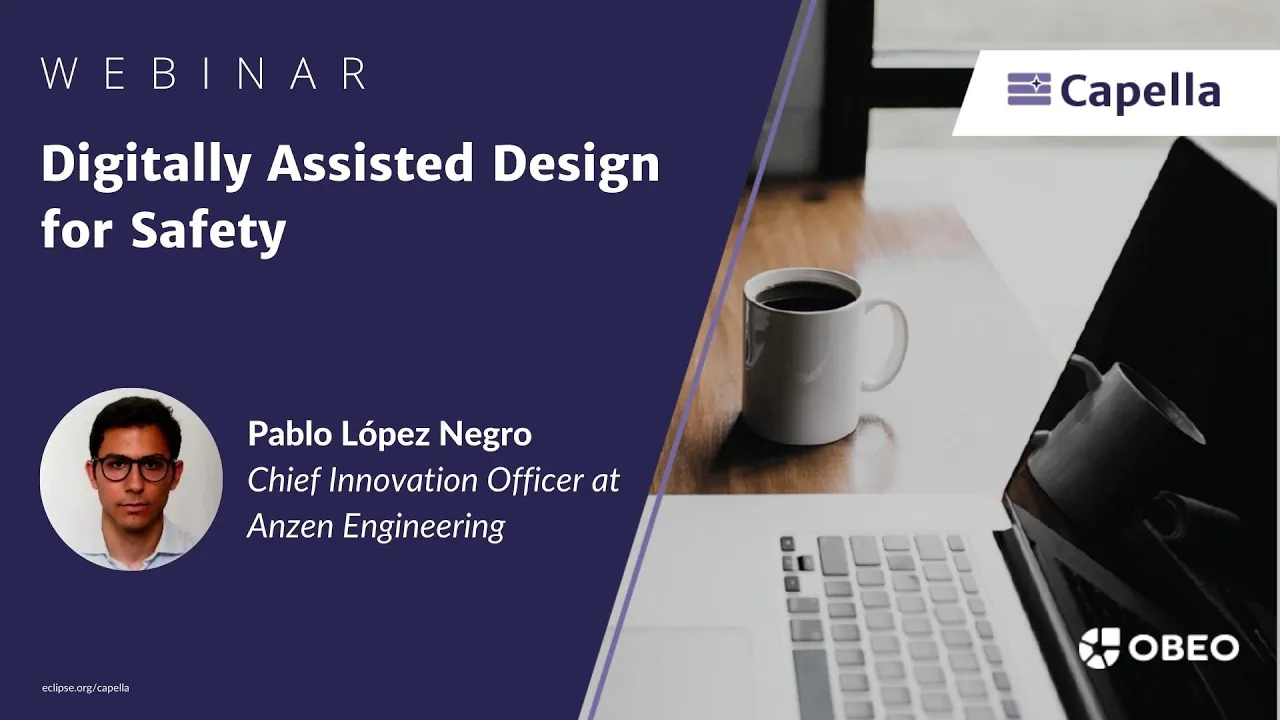 WEBINAR
Digitally Assisted Design
for Safety
Pablo López Negro
Chief Innovation Officer at
Anzen Engineering
eclipse.org/capella
Capella
OBEO